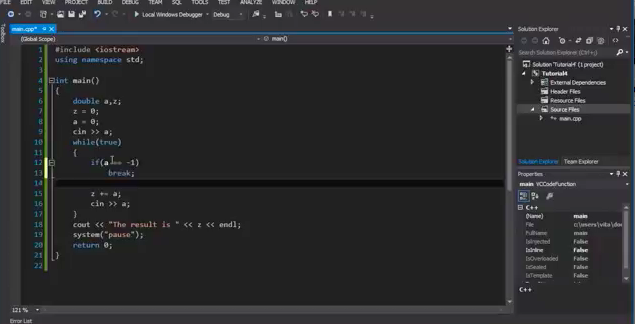 FILE EDIT VIEW PROJECT BUILD DEBUG TEAM SQL TOOLS TEST ANALYZE WINDOW HELP
Local Windows Debugger Debug
Toolbox
main.cpp*
(Global Scope) main()
1 #include <iostream>
2 using namespace std;
3
4 int main()
5 {
6 double a,z;
7 z = 0;
8 a = 0;
9 cin >> a;
10 while(true)
11 {
12 if(a == -1)
13 break;
14
15 z += a;
16 cin >> a;
17 }
18 cout << "The result is " << z << endl;
19 system("pause");
20 return 0;
21 }
22
121 %
Error List
Solution Explorer
Search Solution Explorer
Solution 'Tutorial4' (1 project)
Tutorial4
External Dependencies
Header Files
Resource Files
Source Files
main.cpp
Solution Explorer Team Explorer
Properties
main VCCodeFunction
C++
(Name) main
File
FullName main
IsInjected False
IsInline False
IsOverloaded False
IsSealed False
IsTemplate False
C++